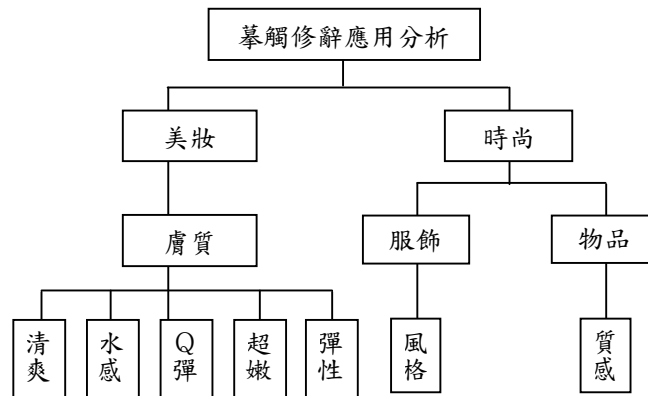 摹觸修辭應用分析
美妝
時尚
膚質
服飾
物品
清爽
水感
Q彈
超嫩
彈性
風格
質感